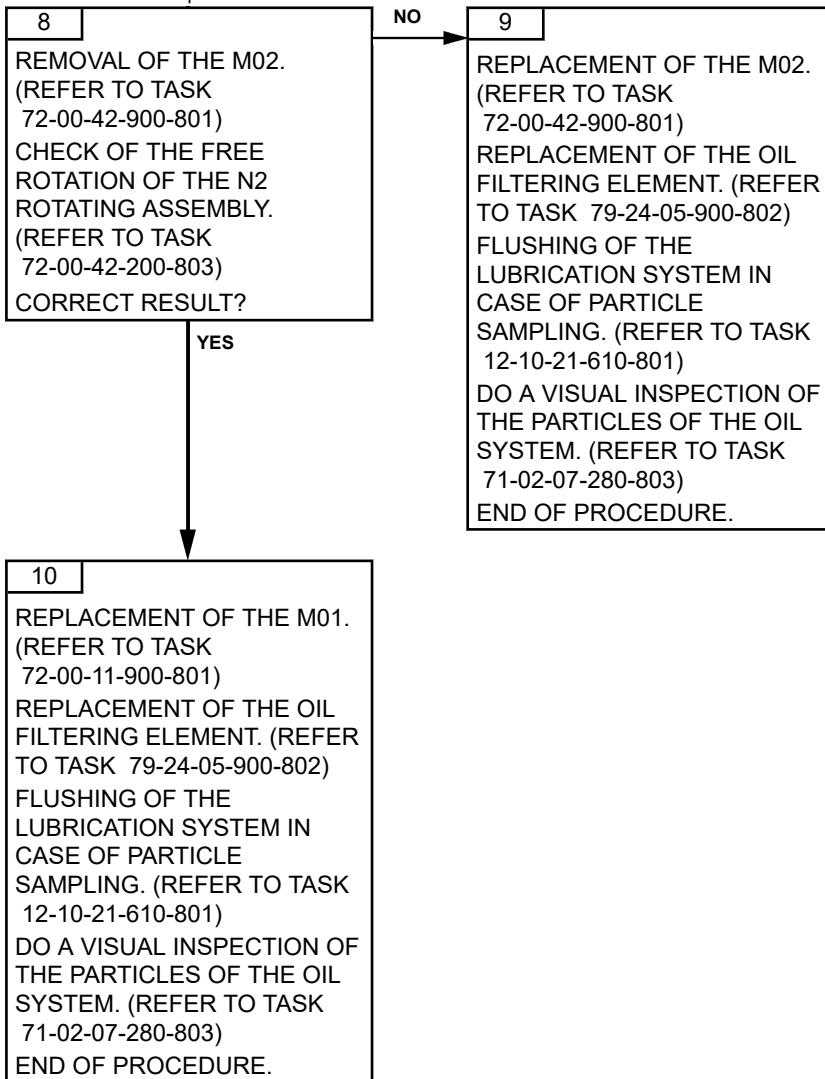 8
REMOVAL OF THE M02.
(REFER TO TASK
72-00-42-900-801)
CHECK OF THE FREE
ROTATION OF THE N2
ROTATING ASSEMBLY.
(REFER TO TASK
72-00-42-200-803)
CORRECT RESULT?
NO
YES
9
REPLACEMENT OF THE M02.
(REFER TO TASK
72-00-42-900-801)
REPLACEMENT OF THE OIL
FILTERING ELEMENT. (REFER
TO TASK 79-24-05-900-802)
FLUSHING OF THE
LUBRICATION SYSTEM IN
CASE OF PARTICLE
SAMPLING. (REFER TO TASK
12-10-21-610-801)
DO A VISUAL INSPECTION OF
THE PARTICLES OF THE OIL
SYSTEM. (REFER TO TASK
71-02-07-280-803)
END OF PROCEDURE.
10
REPLACEMENT OF THE M01.
(REFER TO TASK
72-00-11-900-801)
REPLACEMENT OF THE OIL
FILTERING ELEMENT. (REFER
TO TASK 79-24-05-900-802)
FLUSHING OF THE
LUBRICATION SYSTEM IN
CASE OF PARTICLE
SAMPLING. (REFER TO TASK
12-10-21-610-801)
DO A VISUAL INSPECTION OF
THE PARTICLES OF THE OIL
SYSTEM. (REFER TO TASK
71-02-07-280-803)
END OF PROCEDURE.